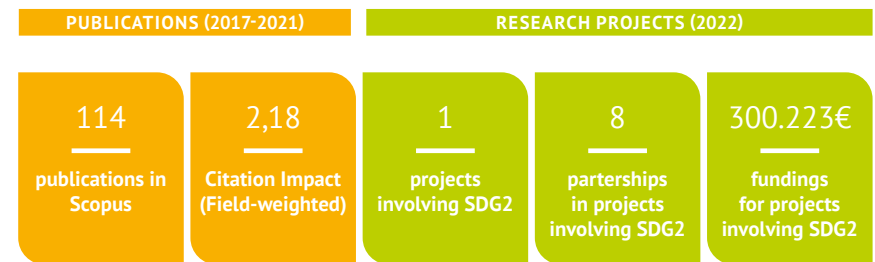 PUBLICATIONS (2017-2021)
RESEARCH PROJECTS (2022)
114
publications in
Scopus
2,18
Citation Impact
(Field-weighted)
1
projects
involving SDG2
8
parterships
in projects
involving SDG2
300.223€
fundings
for projects
involving SDG2